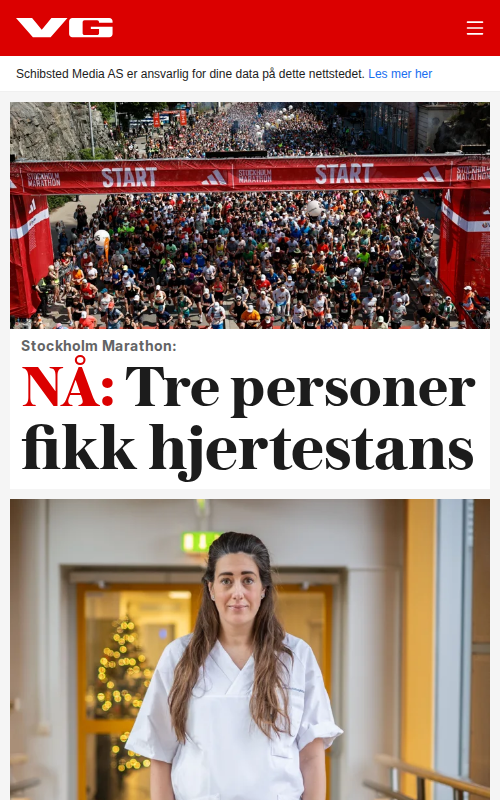 VG
Schibsted Media AS er ansvarlig for dine data på dette nettstedet. Les mer her
START
STOCKHOLM MARATHON
START
STOCKHOLM MARATHON
Stockholm Marathon:
NÅ: Tre personer
fikk hjertestans